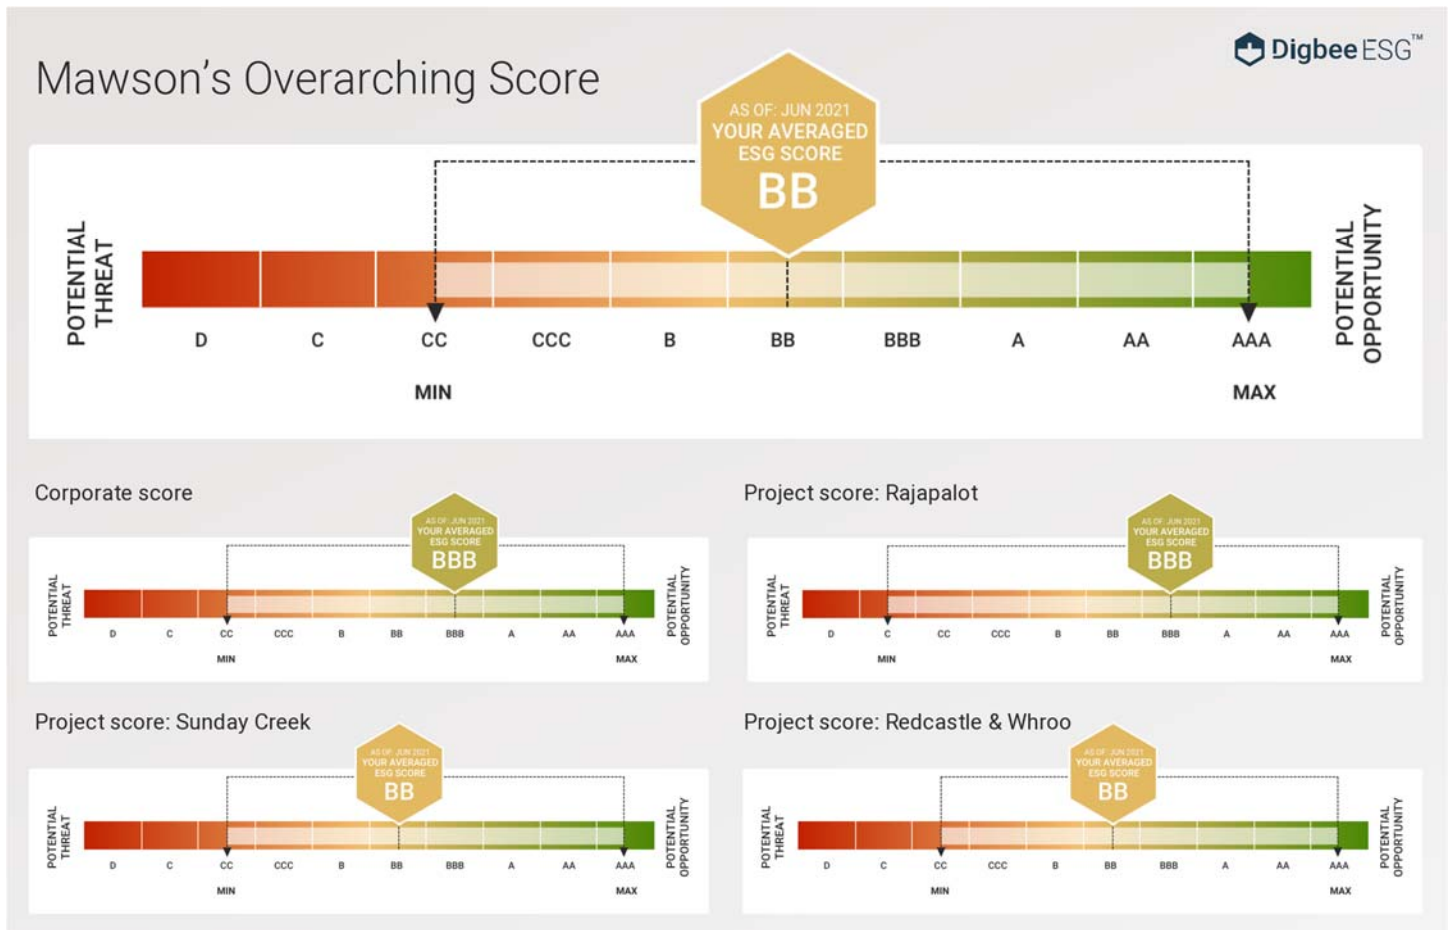 Mawson's Overarching Score
Digbee ESG™
AS OF: JUN 2021
YOUR AVERAGED
ESG SCORE
BB
POTENTIAL
THREAT
POTENTIAL
OPPORTUNITY
D C CC CCC B BB BBB A AA AAA
MIN MAX
Corporate score
AS OF: JUN 2021
YOUR AVERAGED
ESG SCORE
BBB
POTENTIAL
THREAT
POTENTIAL
OPPORTUNITY
D C CC CCC B BB BBB A AA AAA
MIN MAX
Project score: Rajapalot
AS OF: JUN 2021
YOUR AVERAGED
ESG SCORE
BBB
POTENTIAL
THREAT
POTENTIAL
OPPORTUNITY
D C CC CCC B BB BBB A AA AAA
MIN MAX
Project score: Sunday Creek
AS OF: JUN 2021
YOUR AVERAGED
ESG SCORE
BB
POTENTIAL
THREAT
POTENTIAL
OPPORTUNITY
D C CC CCC B BB BBB A AA AAA
MIN MAX
Project score: Redcastle & Whroo
AS OF: JUN 2021
YOUR AVERAGED
ESG SCORE
BB
POTENTIAL
THREAT
POTENTIAL
OPPORTUNITY
D C CC CCC B BB BBB A AA AAA
MIN MAX